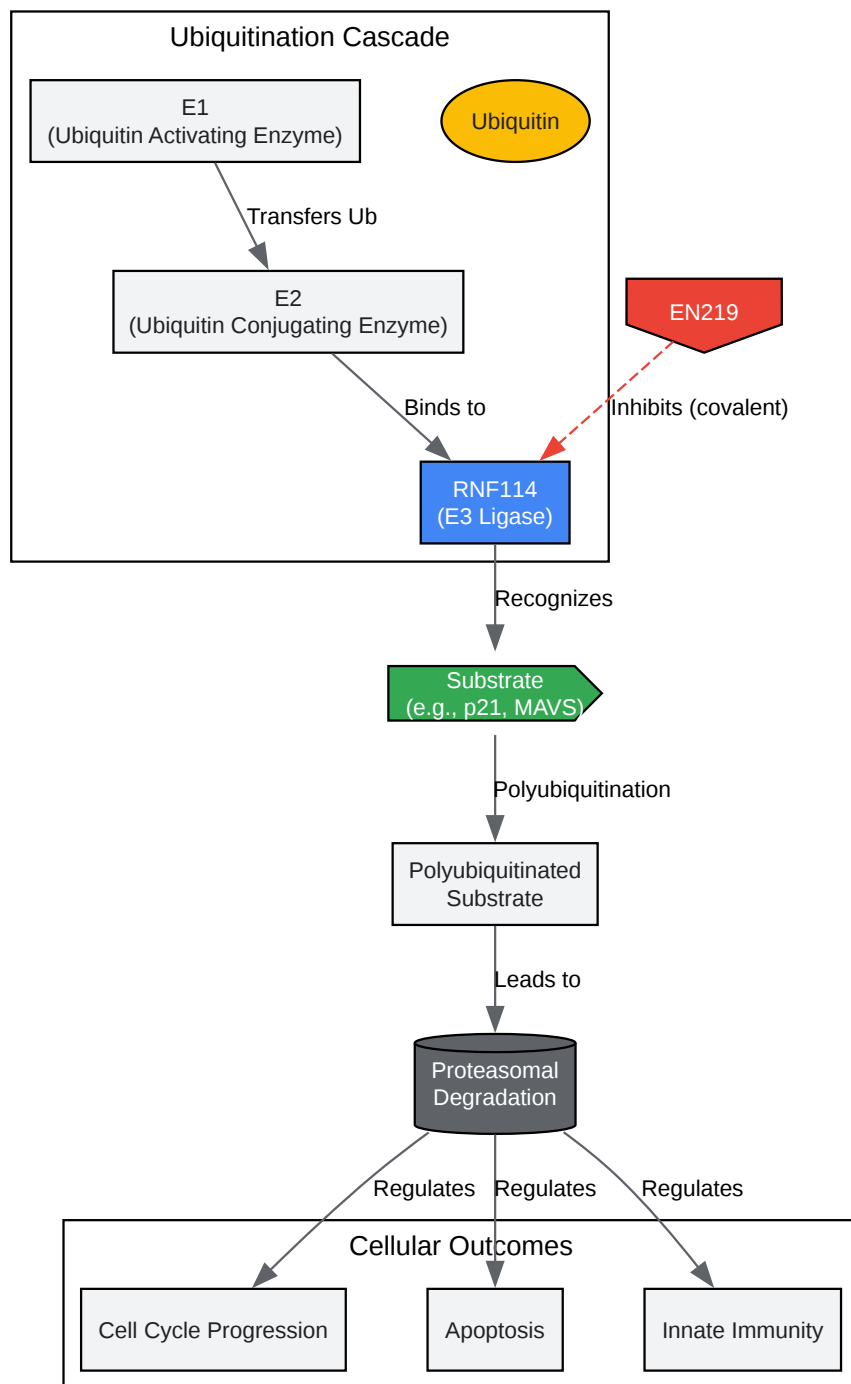 Ubiquitination Cascade
E1
(Ubiquitin Activating Enzyme)
Ubiquitin
Transfers Ub
E2
(Ubiquitin Conjugating Enzyme)
EN219
Binds to
Inhibits (covalent)
RNF114
(E3 Ligase)
Recognizes
Substrate
(e.g., p21, MAVS)
Polyubiquitination
Polyubiquitinated
Substrate
Leads to
Proteasomal
Degradation
Regulates
Regulates
Regulates
Cellular Outcomes
Cell Cycle Progression
Apoptosis
Innate Immunity